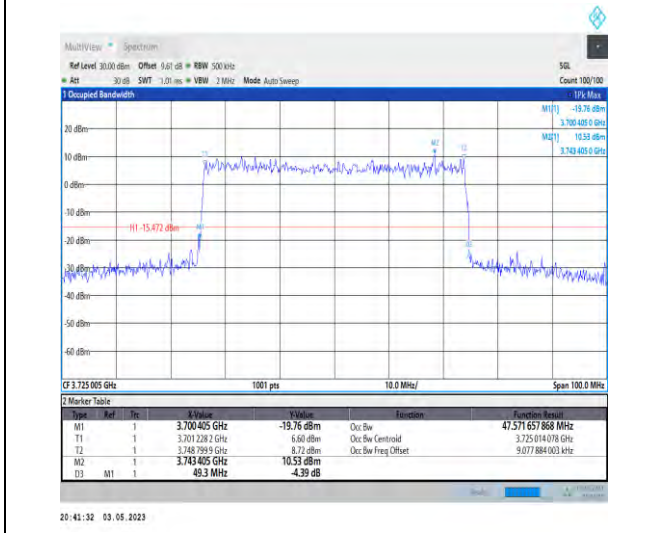 MultiView Spectrum
Ref Level 30.00 dBm Offset 9.61 dB RBW 500 kHz SGL
Att 30 dB SWT 1.01 ms VBW 2 MHz Mode Auto Sweep Count 100/100
1 Occupied Bandwidth 1Pk Max
M1[1] -19.76 dBm
3.700 405 0 GHz
M2[1] 10.53 dBm
3.743 405 0 GHz
20 dBm
M2
T2
10 dBm
0 dBm
-10 dBm
H1 -15.472 dBm
M1
-20 dBm
-30 dBm
-40 dBm
-50 dBm
-60 dBm
CF 3.725 005 GHz 1001 pts 10.0 MHz/ Span 100.0 MHz
2 Marker Table
Type Ref Trc X-Value Y-Value Function Function Result
M1 1 3.700 405 GHz -19.76 dBm Occ Bw 47.571 657 868 MHz
T1 1 3.701 228 2 GHz 6.60 dBm Occ Bw Centroid 3.725 014 078 GHz
T2 1 3.748 799 9 GHz 8.72 dBm Occ Bw Freq Offset 9.077 884 003 kHz
M2 1 3.743 405 GHz 10.53 dBm
D3 M1 1 49.3 MHz -4.39 dB
20:41:32 03.05.2023